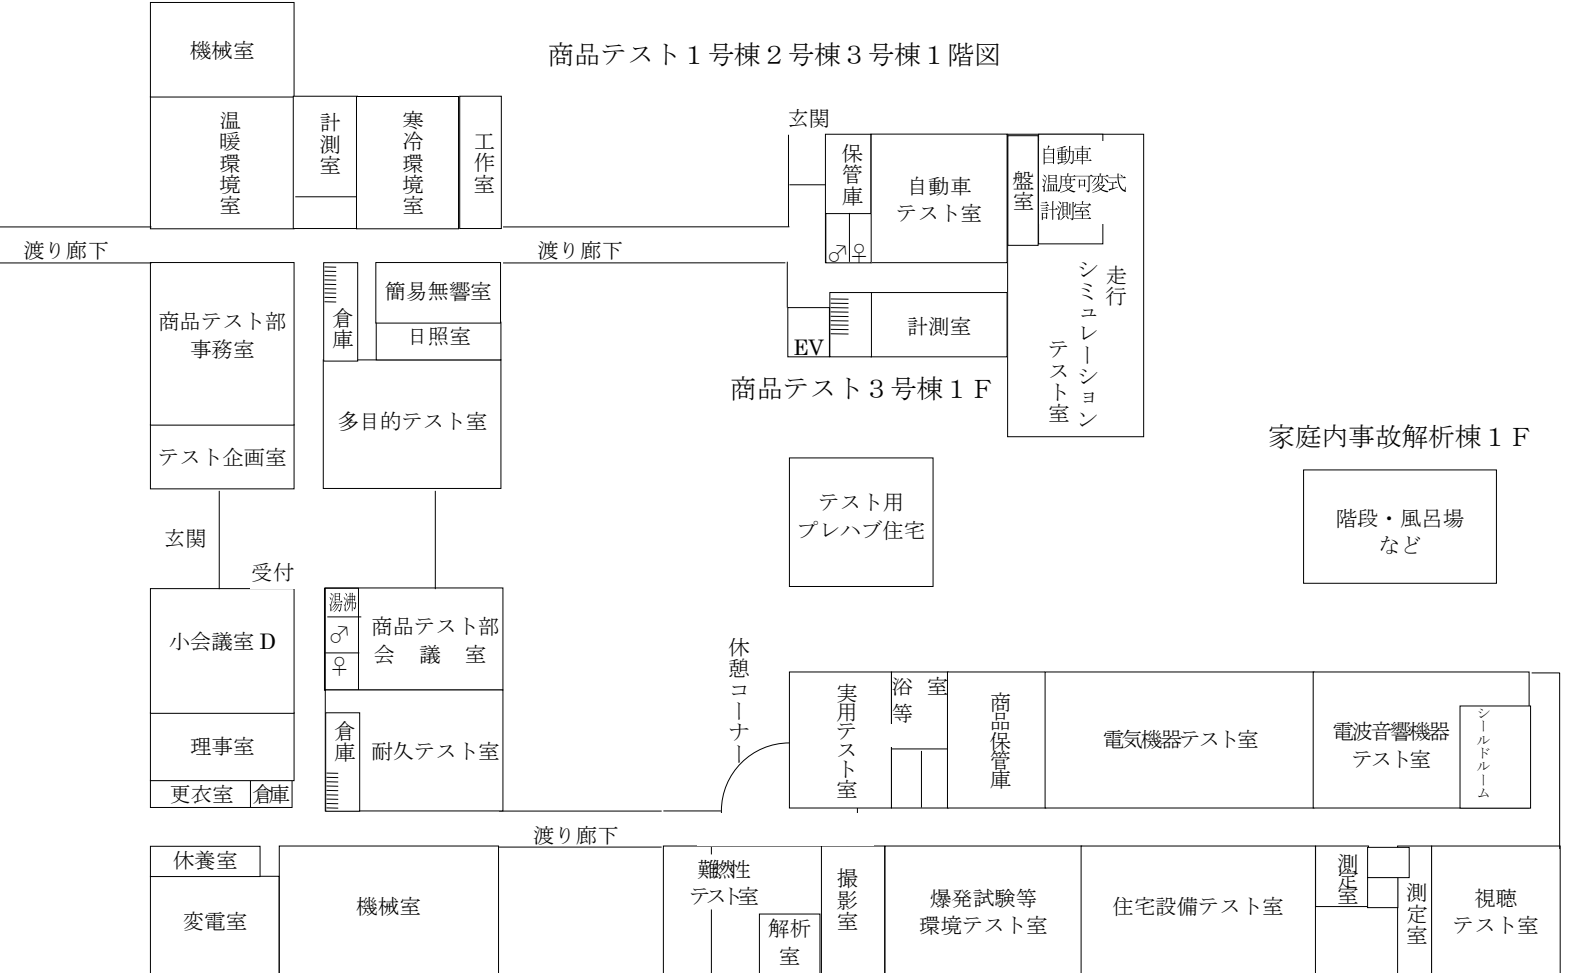 機械室
商品テスト１号棟２号棟３号棟１階図
温暖環境室
計測室
寒冷環境室
工作室
玄関
保管庫
♂
♀
自動車
テスト室
盤室
自動車
温度可変式
計測室
渡り廊下
渡り廊下
走行
シミュレーション
テスト室
商品テスト部
事務室
倉庫
簡易無響室
日照室
EV
計測室
商品テスト３号棟１Ｆ
多目的テスト室
テスト企画室
家庭内事故解析棟１Ｆ
テスト用
プレハブ住宅
階段・風呂場
など
玄関
受付
湯沸
♂
♀
商品テスト部
会議室
小会議室 D
休憩コーナー
理事室
倉庫
耐久テスト室
更衣室
倉庫
実用テスト室
浴室
等
商品保管庫
電気機器テスト室
電波音響機器
テスト室
シールドルーム
渡り廊下
休養室
変電室
機械室
難燃性
テスト室
解析
室
撮影室
爆発試験等
環境テスト室
住宅設備テスト室
測定室
測定室
視聴
テスト室